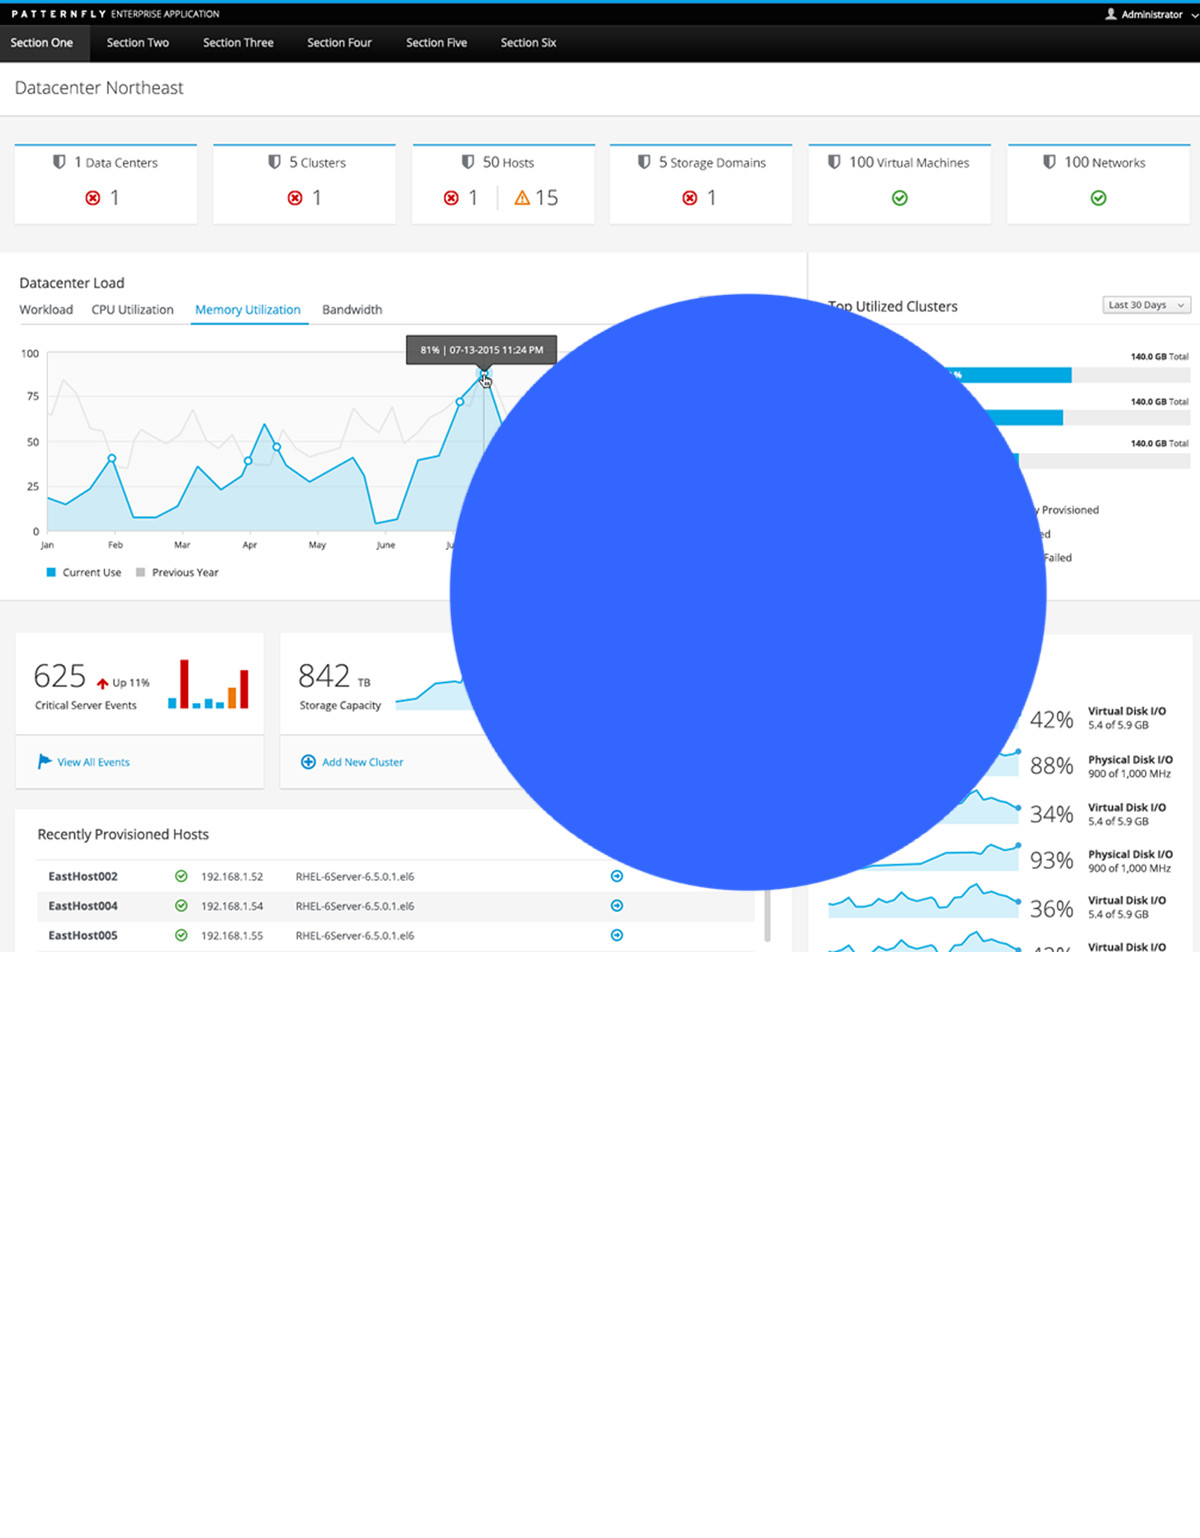 PATTERNFLY ENTERPRISE APPLICATION
Administrator
Section One Section Two Section Three Section Four Section Five Section Six
Datacenter Northeast
1 Data Centers
1
5 Clusters
1
50 Hosts
1 15
5 Storage Domains
1
100 Virtual Machines
100 Networks
Datacenter Load
Workload CPU Utilization Memory Utilization Bandwidth
81% | 07-13-2015 11:24 PM
100
75
50
25
0
Jan Feb Mar Apr May June
Current Use Previous Year
Top Utilized Clusters
Last 30 Days
%
140.0 GB Total
140.0 GB Total
140.0 GB Total
Provisioned
Failed
625 Up 11%
Critical Server Events
View All Events
842 TB
Storage Capacity
Add New Cluster
Recently Provisioned Hosts
EastHost002 192.168.1.52 RHEL-6Server-6.5.0.1.el6
EastHost004 192.168.1.54 RHEL-6Server-6.5.0.1.el6
EastHost005 192.168.1.55 RHEL-6Server-6.5.0.1.el6
42% Virtual Disk I/O
5.4 of 5.9 GB
88% Physical Disk I/O
900 of 1,000 MHz
34% Virtual Disk I/O
5.4 of 5.9 GB
93% Physical Disk I/O
900 of 1,000 MHz
36% Virtual Disk I/O
5.4 of 5.9 GB
Virtual Disk I/O